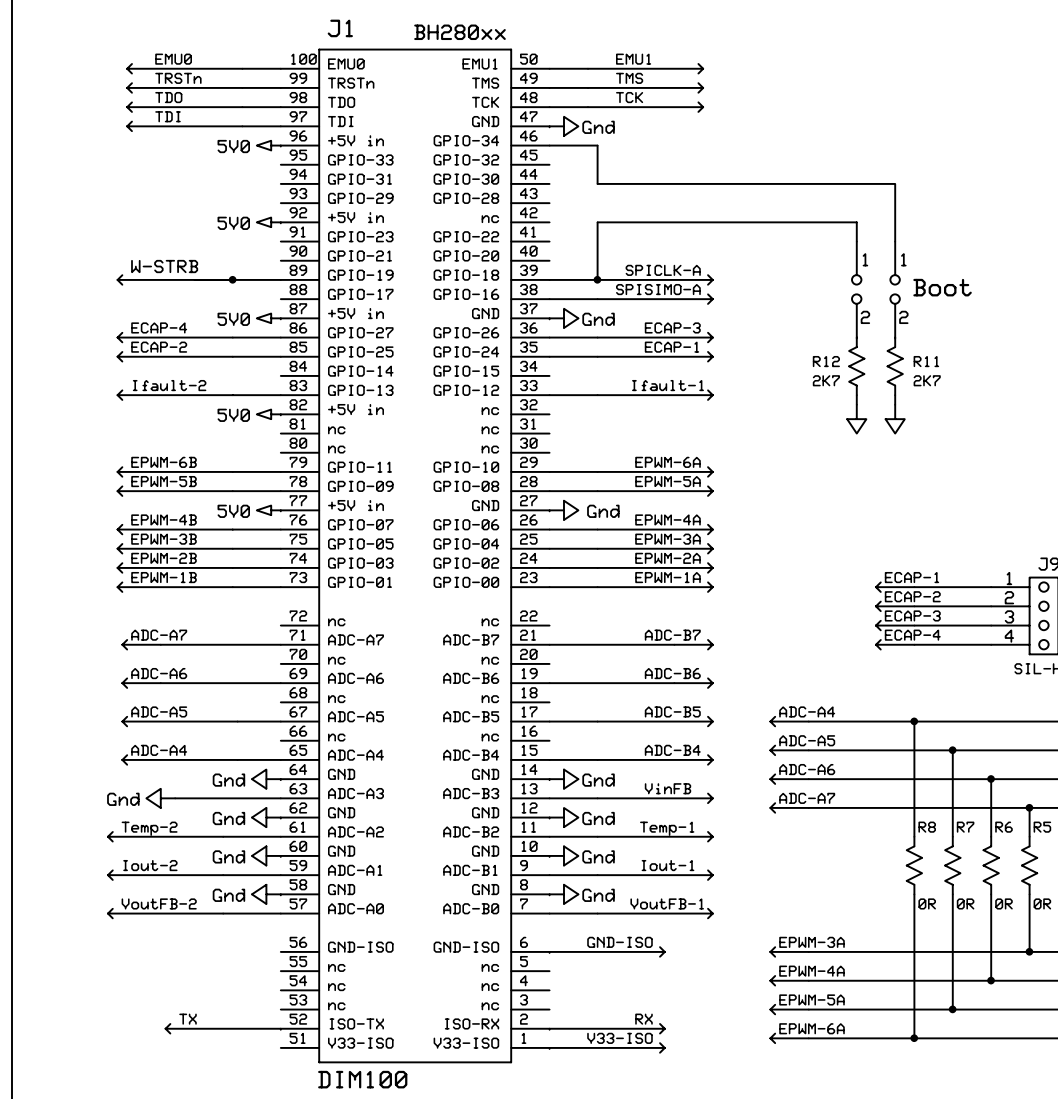 J1 BH280xx
EMU0 100 EMU0 EMU1 50 EMU1
TRSTn 99 TRSTn TMS 49 TMS
TDO 98 TDO TCK 48 TCK
TDI 97 TDI GND 47 Gnd
5V0 96 +5V in GPIO-34 46
95 GPIO-33 GPIO-32 45
94 GPIO-31 GPIO-30 44
93 GPIO-29 GPIO-28 43
5V0 92 +5V in nc 42
91 GPIO-23 GPIO-22 41
90 GPIO-21 GPIO-20 40
W-STRB 89 GPIO-19 GPIO-18 39 SPICLK-A
88 GPIO-17 GPIO-16 38 SPISIMO-A
5V0 87 +5V in GND 37 Gnd
ECAP-4 86 GPIO-27 GPIO-26 36 ECAP-3
ECAP-2 85 GPIO-25 GPIO-24 35 ECAP-1
84 GPIO-14 GPIO-15 34
Ifault-2 83 GPIO-13 GPIO-12 33 Ifault-1
5V0 82 +5V in nc 32
81 nc nc 31
80 nc nc 30
EPWM-6B 79 GPIO-11 GPIO-10 29 EPWM-6A
EPWM-5B 78 GPIO-09 GPIO-08 28 EPWM-5A
5V0 77 +5V in GND 27 Gnd
EPWM-4B 76 GPIO-07 GPIO-06 26 EPWM-4A
EPWM-3B 75 GPIO-05 GPIO-04 25 EPWM-3A
EPWM-2B 74 GPIO-03 GPIO-02 24 EPWM-2A
EPWM-1B 73 GPIO-01 GPIO-00 23 EPWM-1A
72 nc nc 22
ADC-A7 71 ADC-A7 ADC-B7 21 ADC-B7
70 nc nc 20
ADC-A6 69 ADC-A6 ADC-B6 19 ADC-B6
68 nc nc 18
ADC-A5 67 ADC-A5 ADC-B5 17 ADC-B5
66 nc nc 16
ADC-A4 65 ADC-A4 ADC-B4 15 ADC-B4
Gnd 64 GND GND 14 Gnd
Gnd 63 ADC-A3 ADC-B3 13 VinFB
Gnd 62 GND GND 12 Gnd
Temp-2 61 ADC-A2 ADC-B2 11 Temp-1
Gnd 60 GND GND 10 Gnd
Iout-2 59 ADC-A1 ADC-B1 9 Iout-1
Gnd 58 GND GND 8 Gnd
VoutFB-2 57 ADC-A0 ADC-B0 7 VoutFB-1
56 GND-ISO GND-ISO 6 GND-ISO
55 nc nc 5
54 nc nc 4
53 nc nc 3
TX 52 ISO-TX ISO-RX 2 RX
51 V33-ISO V33-ISO 1 V33-ISO
DIM100
1 1
Boot
2 2
R12 R11
2K7 2K7
J9
ECAP-1 1
ECAP-2 2
ECAP-3 3
ECAP-4 4
SIL-H
ADC-A4
ADC-A5
ADC-A6
ADC-A7
R8 R7 R6 R5
0R 0R 0R 0R
EPWM-3A
EPWM-4A
EPWM-5A
EPWM-6A